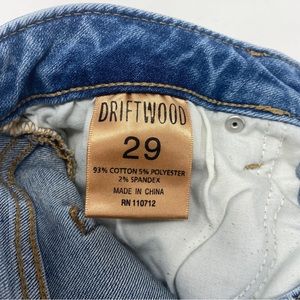 DRIFTWOOD
29
93% COTTON 5% POLYESTER
2% SPANDEX
MADE IN CHINA
RN 110712